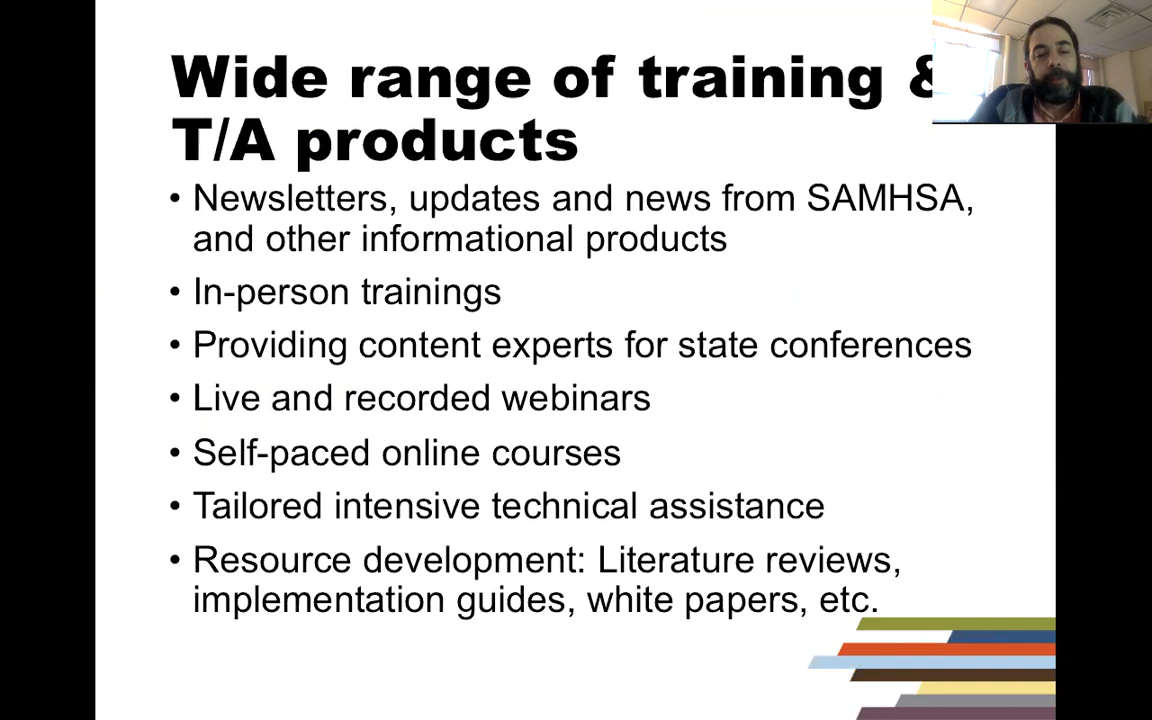 Wide range of training &
T/A products
• Newsletters, updates and news from SAMHSA,
and other informational products
• In-person trainings
• Providing content experts for state conferences
• Live and recorded webinars
• Self-paced online courses
• Tailored intensive technical assistance
• Resource development: Literature reviews,
implementation guides, white papers, etc.